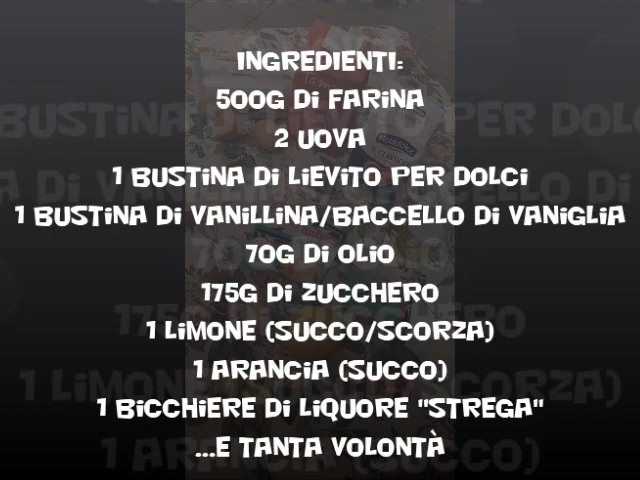 INGREDIENTI:
500G Di FARiNA
2 UOVA
1 BUSTiNA Di LiEViTO PER DOLCi
1 BUSTiNA Di VANiLLiNA/BACCELLO Di VANiGLiA
70G Di OLiO
175G Di ZUCCHERO
1 LiMONE (SUCCO/SCORZA)
1 ARANCiA (SUCCO)
1 BiCCHiERE Di LiQUORE "STREGA"
...E TANTA VOLONTÀ